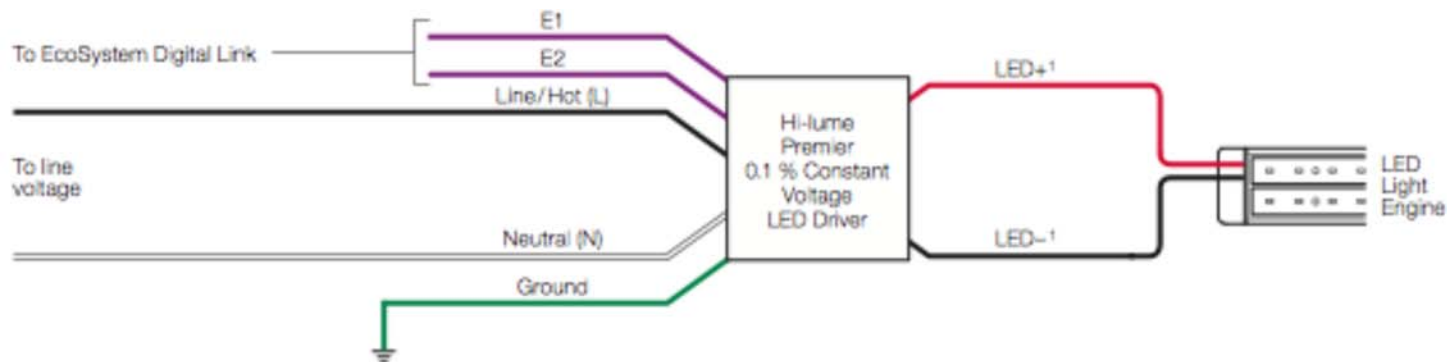 To EcoSystem Digital Link
E1
E2
Line/Hot (L)
To line
voltage
Neutral (N)
Ground
Hi-lume
Premier
0.1 % Constant
Voltage
LED Driver
LED+¹
LED–¹
LED
Light
Engine